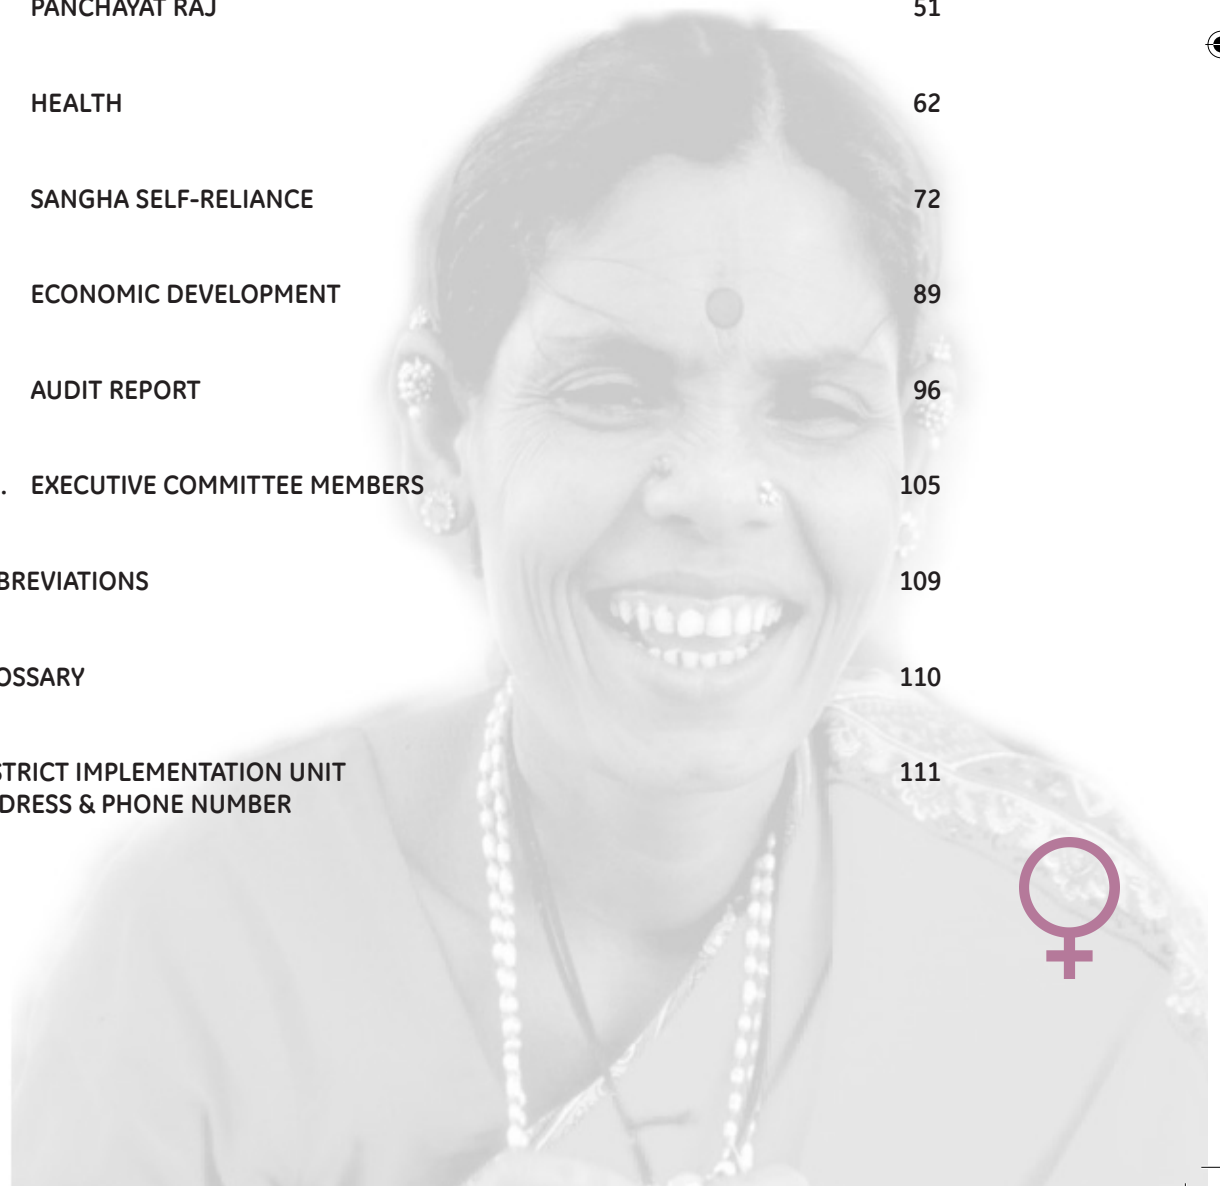 PANCHAYAT RAJ 51
HEALTH 62
SANGHA SELF-RELIANCE 72
ECONOMIC DEVELOPMENT 89
AUDIT REPORT 96
. EXECUTIVE COMMITTEE MEMBERS 105
BREVIATIONS 109
OSSARY 110
STRICT IMPLEMENTATION UNIT 111
DRESS & PHONE NUMBER